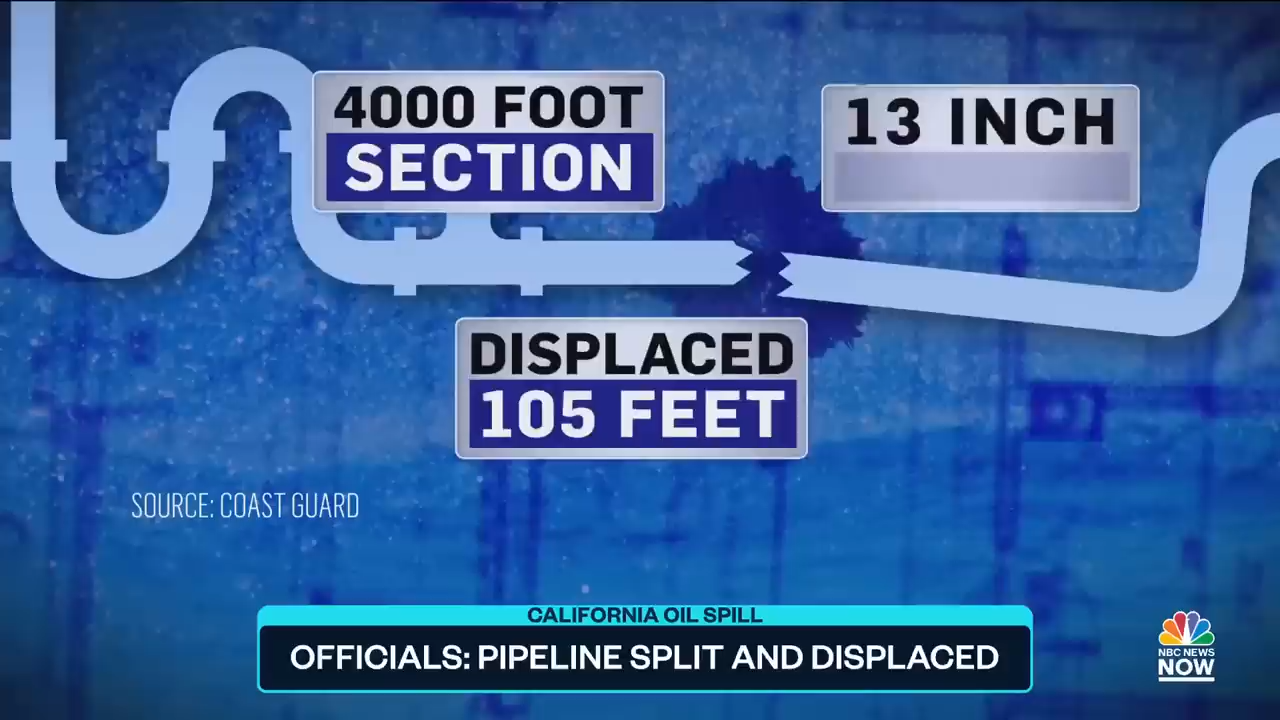 4000 FOOT
SECTION
13 INCH
DISPLACED
105 FEET
SOURCE: COAST GUARD
CALIFORNIA OIL SPILL
OFFICIALS: PIPELINE SPLIT AND DISPLACED
NBC NEWS
NOW